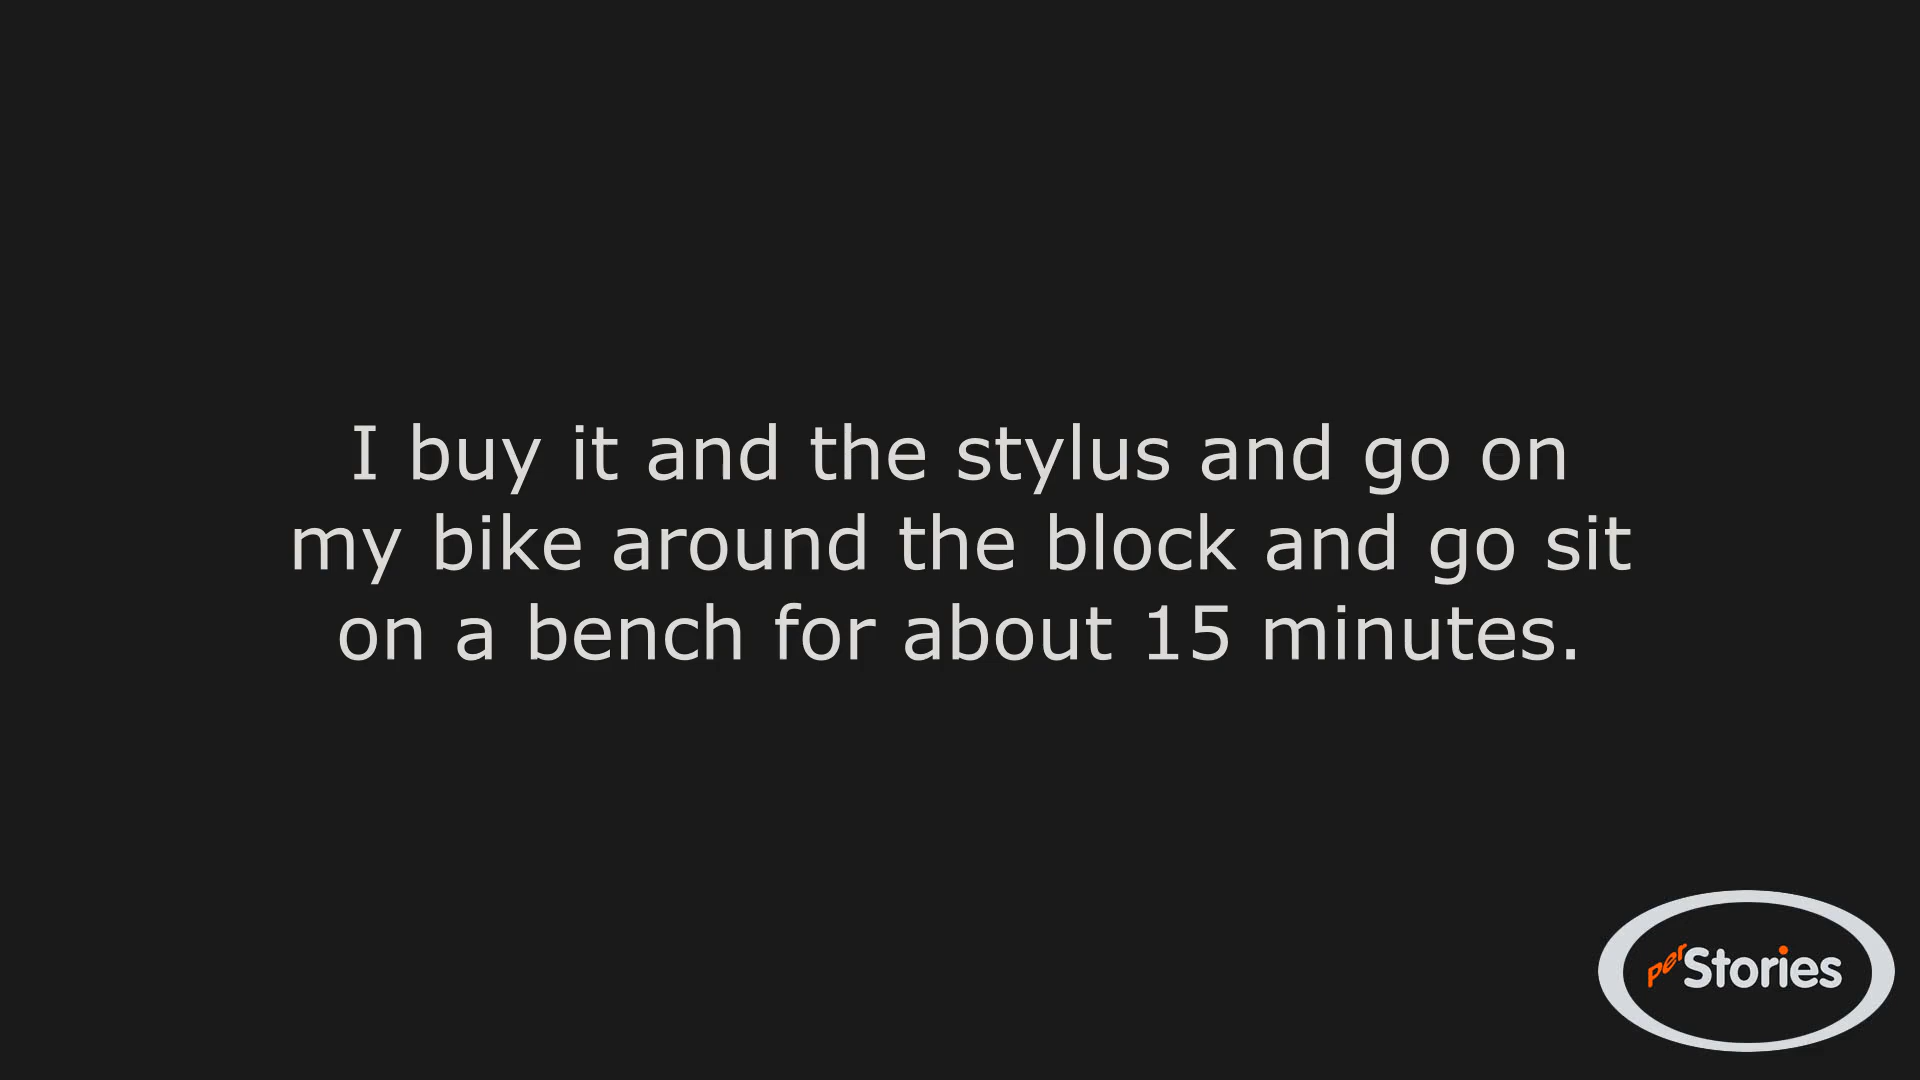 I buy it and the stylus and go on
my bike around the block and go sit
on a bench for about 15 minutes.
perStories